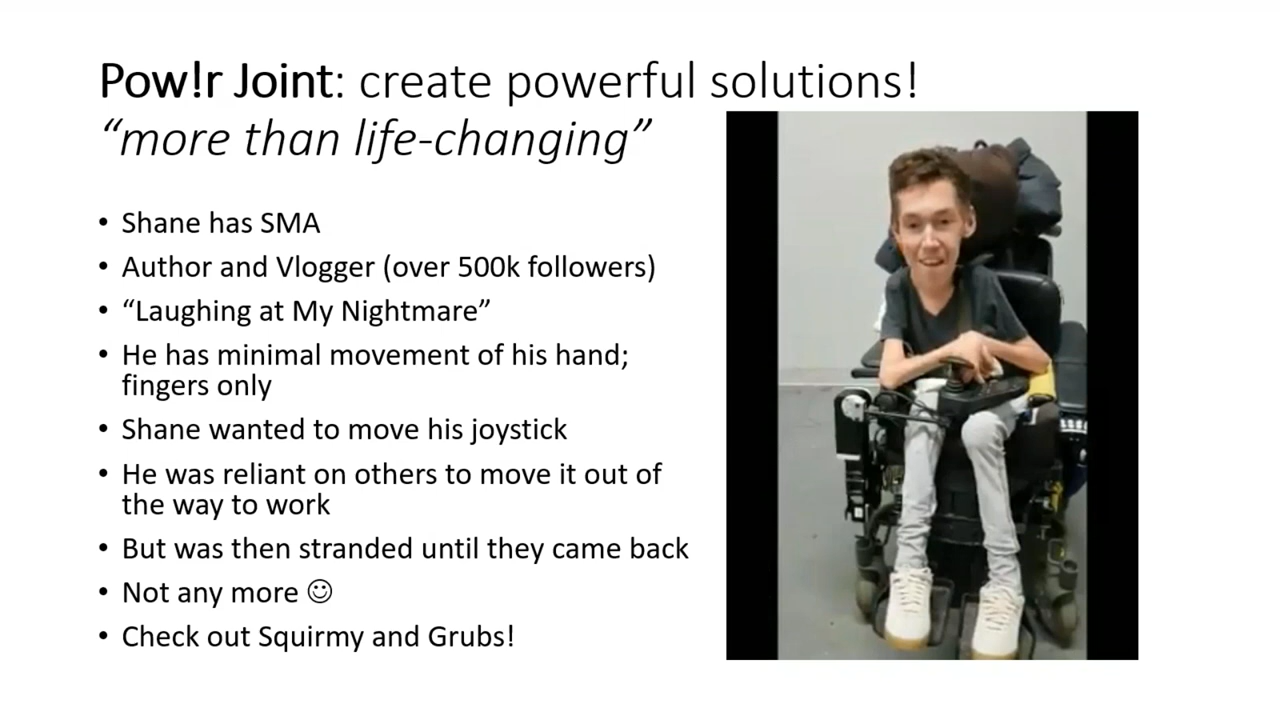 Pow!r Joint: create powerful solutions!
“more than life-changing”
• Shane has SMA
• Author and Vlogger (over 500k followers)
• “Laughing at My Nightmare”
• He has minimal movement of his hand;
fingers only
• Shane wanted to move his joystick
• He was reliant on others to move it out of
the way to work
• But was then stranded until they came back
• Not any more ☺
• Check out Squirmy and Grubs!